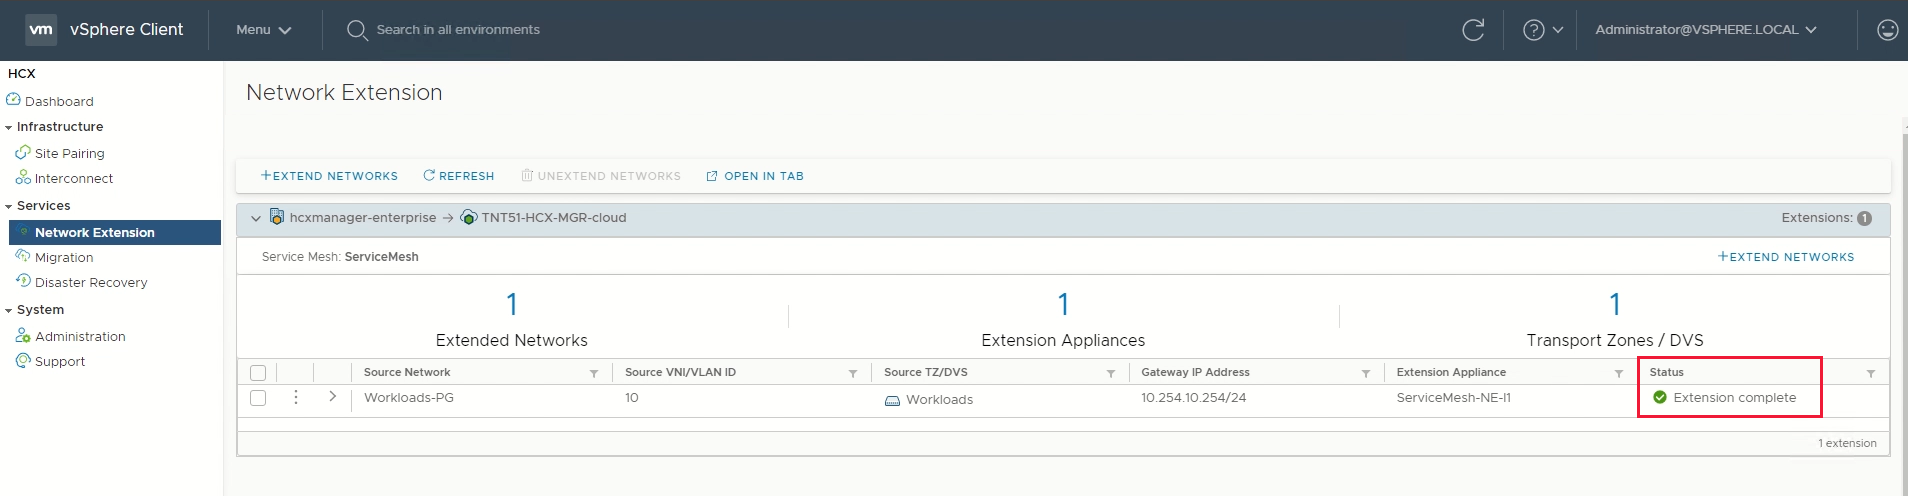 vm vSphere Client Menu Search in all environments Administrator@VSPHERE.LOCAL
HCX
Dashboard
Infrastructure
Site Pairing
Interconnect
Services
Network Extension
Migration
Disaster Recovery
System
Administration
Support
Network Extension
+EXTEND NETWORKS REFRESH UNEXTEND NETWORKS OPEN IN TAB
hcxmanager-enterprise → TNT51-HCX-MGR-cloud Extensions: 1
Service Mesh: ServiceMesh +EXTEND NETWORKS
1 1 1
Extended Networks Extension Appliances Transport Zones / DVS
Source Network Source VNI/VLAN ID Source TZ/DVS Gateway IP Address Extension Appliance Status
Workloads-PG 10 Workloads 10.254.10.254/24 ServiceMesh-NE-I1 Extension complete
1 extension